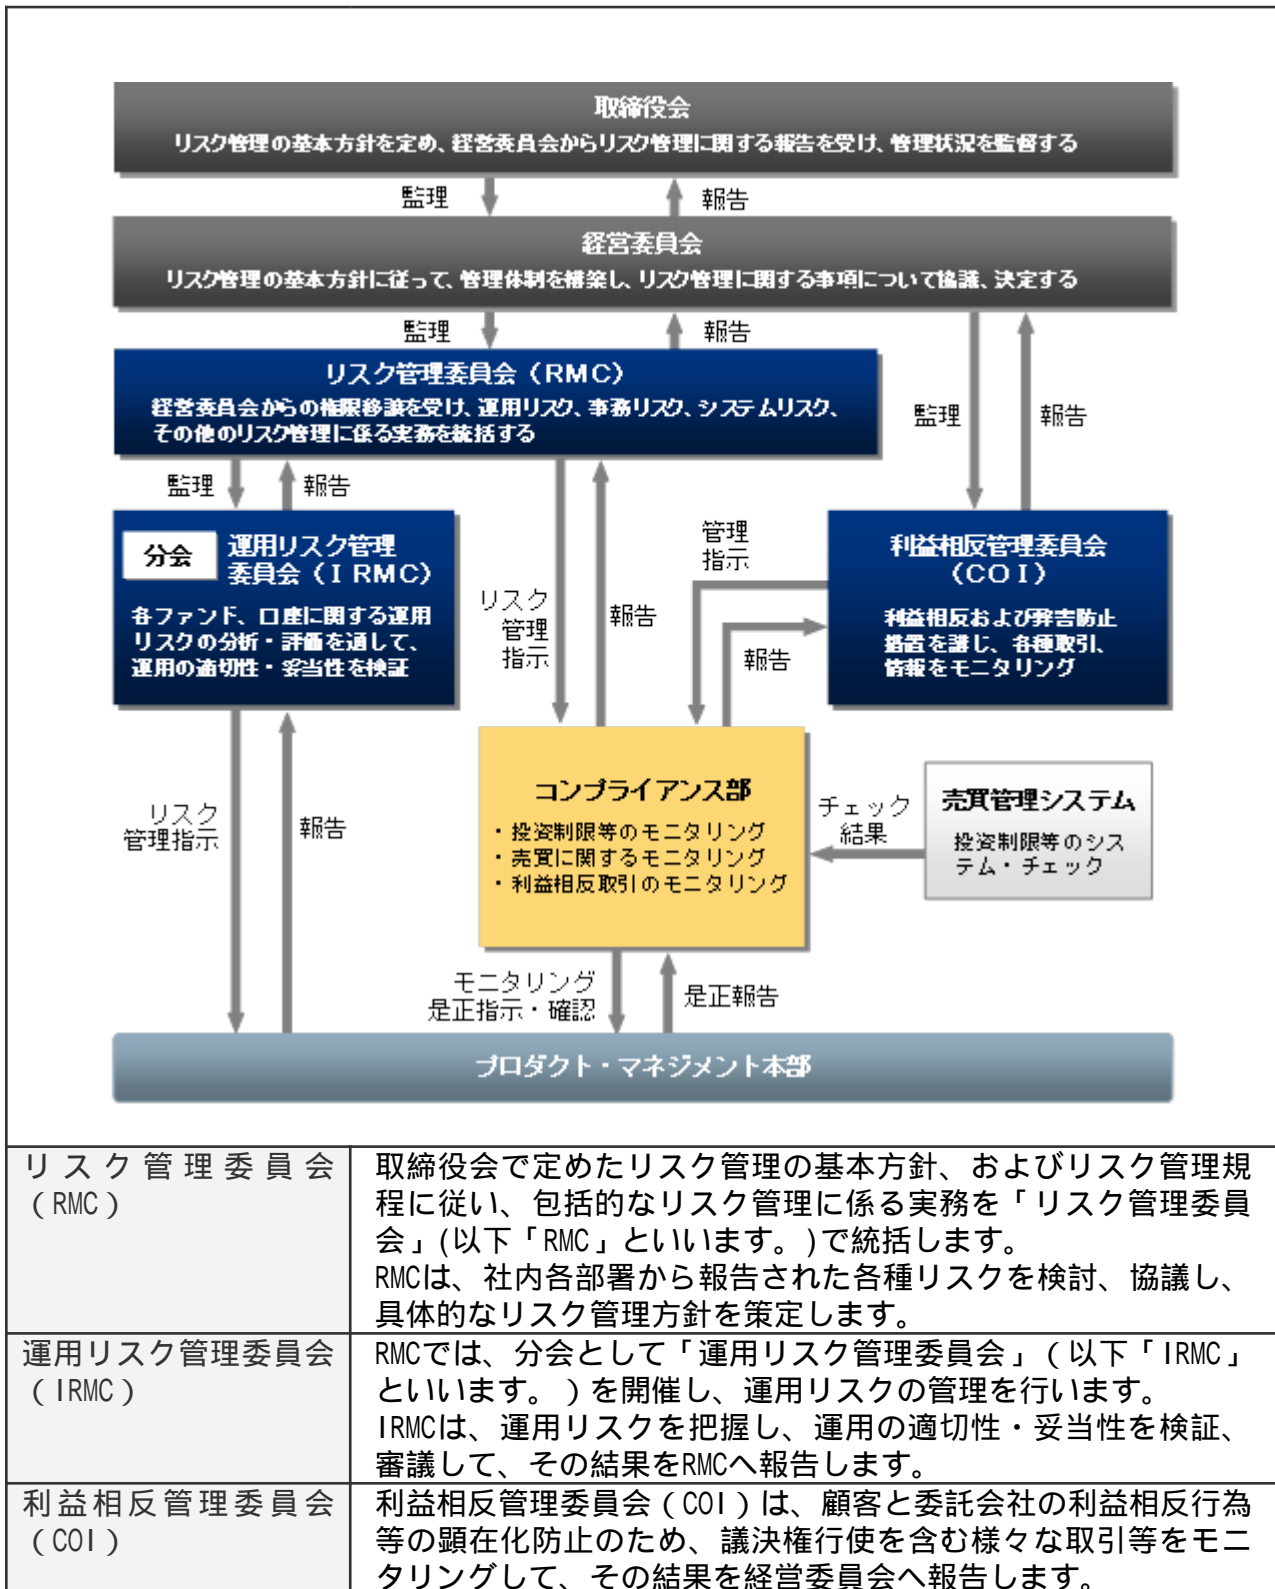 取締役会
リスク管理の基本方針を定め、経営委員会からリスク管理に関する報告を受け、管理状況を監督する
監理
報告
経営委員会
リスク管理の基本方針に従って、管理体制を構築し、リスク管理に関する事項について協議、決定する
監理
報告
リスク管理委員会（RMC）
経営委員会からの権限移譲を受け、運用リスク、事務リスク、システムリスク、
その他のリスク管理に係る実務を統括する
監理
報告
監理
報告
分会
運用リスク管理
委員会（IRMC）
各ファンド、口座に関する運用
リスクの分析・評価を通して、
運用の適切性・妥当性を検証
リスク
管理
指示
報告
管理
指示
報告
利益相反管理委員会
（COI）
利益相反および弊害防止
措置を講じ、各種取引、
情報をモニタリング
リスク
管理指示
報告
コンプライアンス部
・投資制限等のモニタリング
・売買に関するモニタリング
・利益相反取引のモニタリング
チェック
結果
売買管理システム
投資制限等のシス
テム・チェック
モニタリング
是正指示・確認
是正報告
プロダクト・マネジメント本部
リスク管理委員会
（RMC）
取締役会で定めたリスク管理の基本方針、およびリスク管理規
程に従い、包括的なリスク管理に係る実務を「リスク管理委員
会」(以下「RMC」といいます。)で統括します。
RMCは、社内各部署から報告された各種リスクを検討、協議し、
具体的なリスク管理方針を策定します。
運用リスク管理委員会
（IRMC）
RMCでは、分会として「運用リスク管理委員会」（以下「IRMC」
といいます。）を開催し、運用リスクの管理を行います。
IRMCは、運用リスクを把握し、運用の適切性・妥当性を検証、
審議して、その結果をRMCへ報告します。
利益相反管理委員会
（COI）
利益相反管理委員会（COI）は、顧客と委託会社の利益相反行為
等の顕在化防止のため、議決権行使を含む様々な取引等をモニ
タリングして、その結果を経営委員会へ報告します。